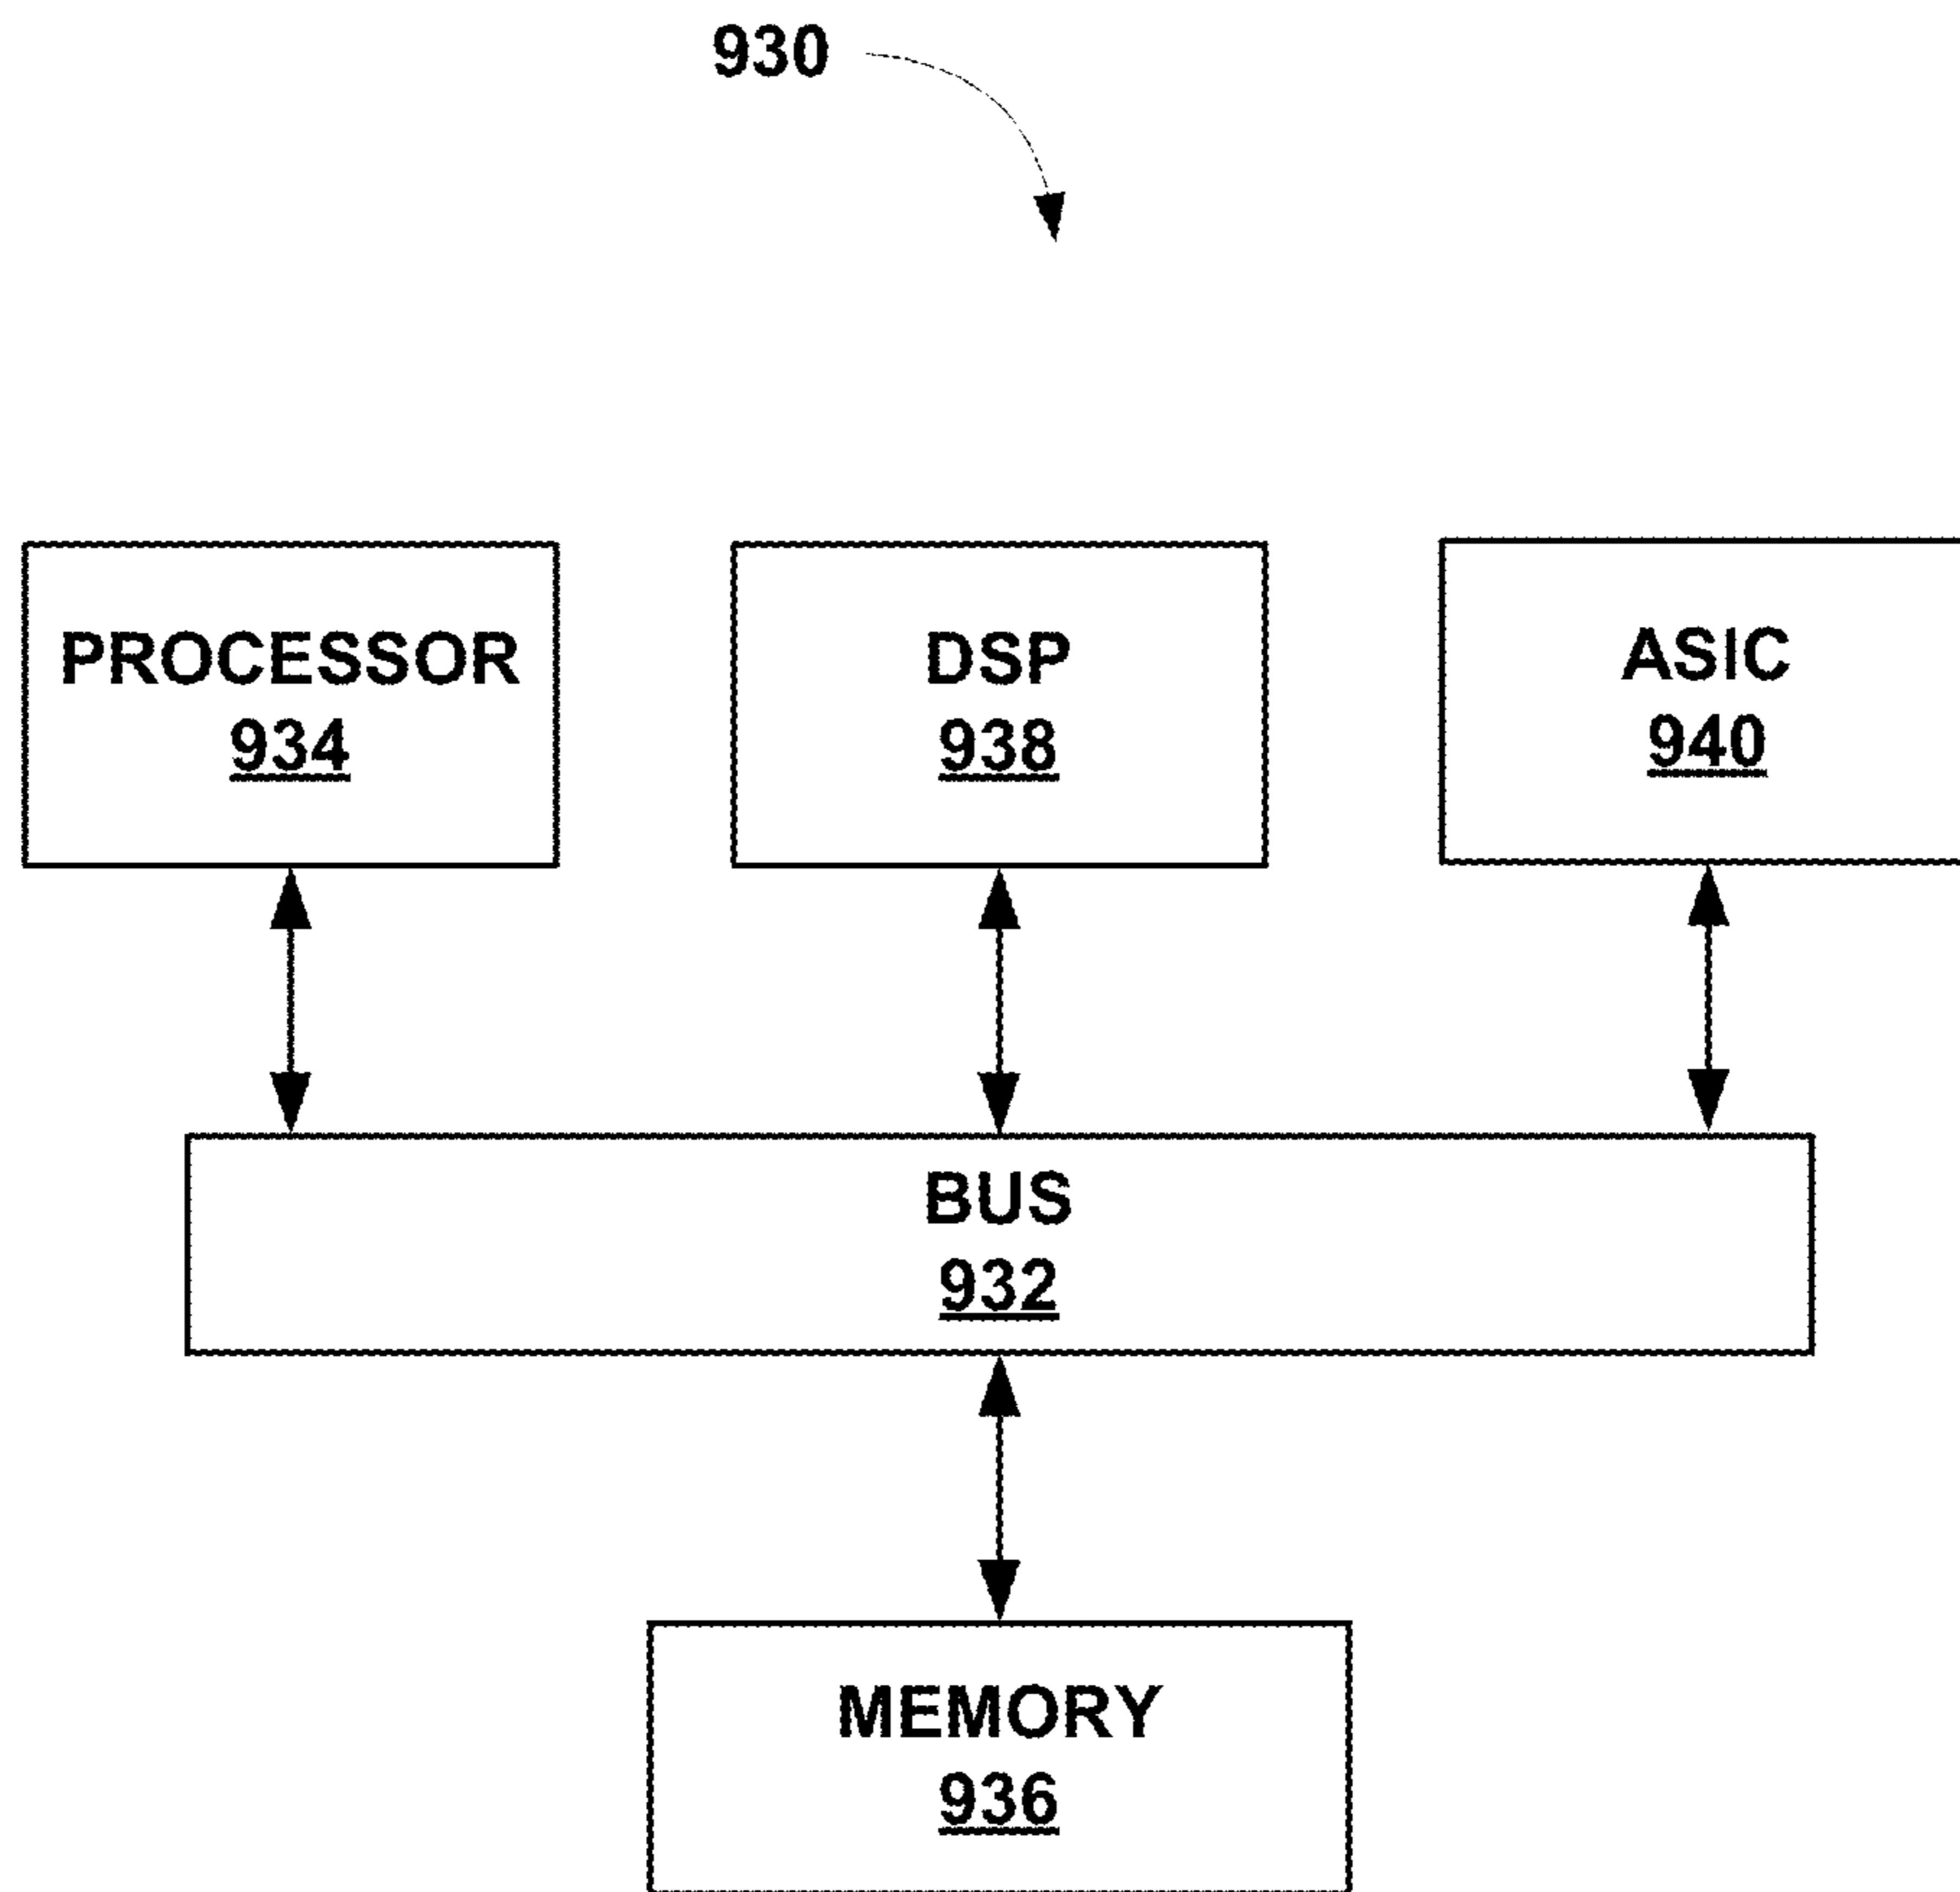 930
PROCESSOR
934
DSP
938
ASIC
940
BUS
932
MEMORY
936